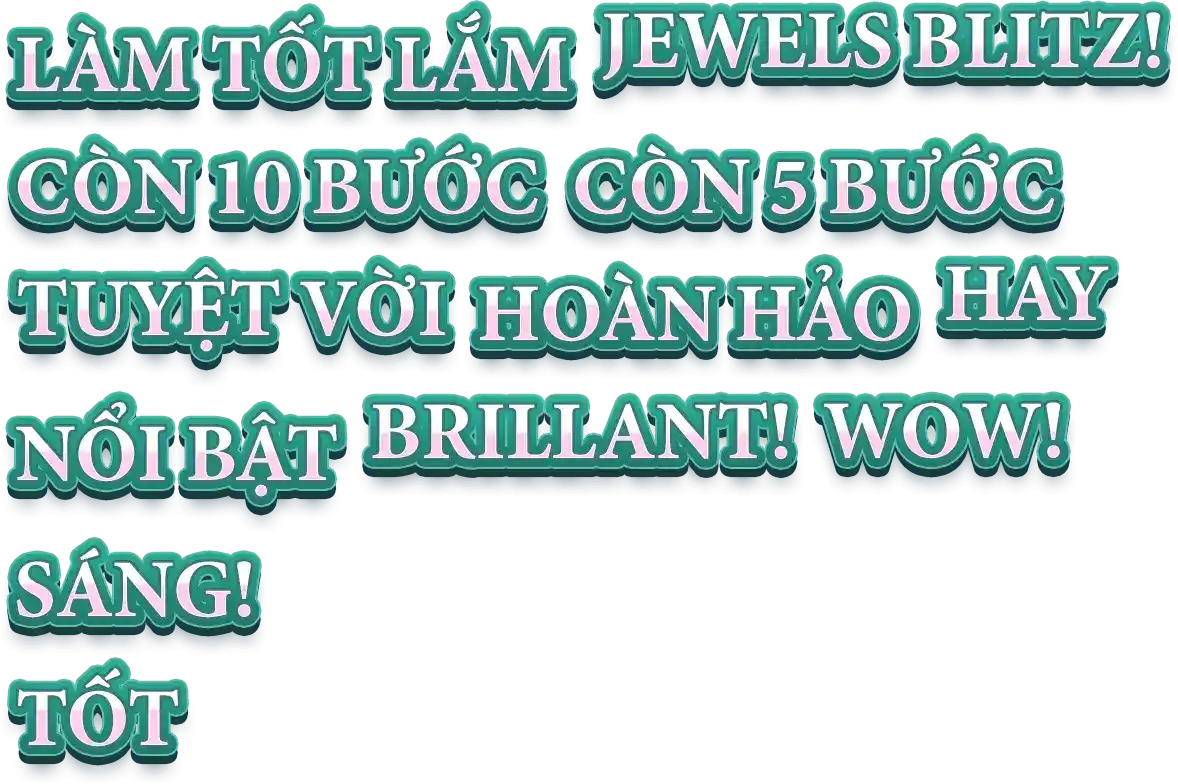 LÀM TỐT LẮM JEWELS BLITZ!
CÒN 10 BƯỚC CÒN 5 BƯỚC
TUYỆT VỜI HOÀN HẢO HAY
NỔI BẬT BRILLANT! WOW!
SÁNG!
TỐT